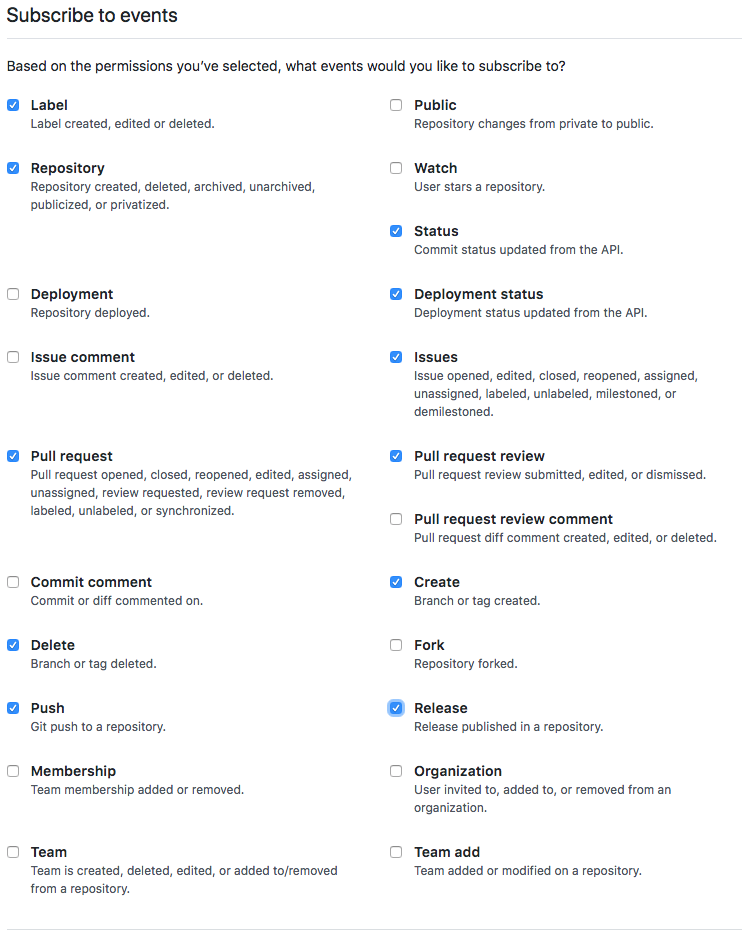 Subscribe to events
Based on the permissions you've selected, what events would you like to subscribe to?
Label
Label created, edited or deleted.
Public
Repository changes from private to public.
Repository
Repository created, deleted, archived, unarchived,
publicized, or privatized.
Watch
User stars a repository.
Status
Commit status updated from the API.
Deployment
Repository deployed.
Deployment status
Deployment status updated from the API.
Issue comment
Issue comment created, edited, or deleted.
Issues
Issue opened, edited, closed, reopened, assigned,
unassigned, labeled, unlabeled, milestoned, or
demilestoned.
Pull request
Pull request opened, closed, reopened, edited, assigned,
unassigned, review requested, review request removed,
labeled, unlabeled, or synchronized.
Pull request review
Pull request review submitted, edited, or dismissed.
Pull request review comment
Pull request diff comment created, edited, or deleted.
Commit comment
Commit or diff commented on.
Create
Branch or tag created.
Delete
Branch or tag deleted.
Fork
Repository forked.
Push
Git push to a repository.
Release
Release published in a repository.
Membership
Team membership added or removed.
Organization
User invited to, added to, or removed from an
organization.
Team
Team is created, deleted, edited, or added to/removed
from a repository.
Team add
Team added or modified on a repository.